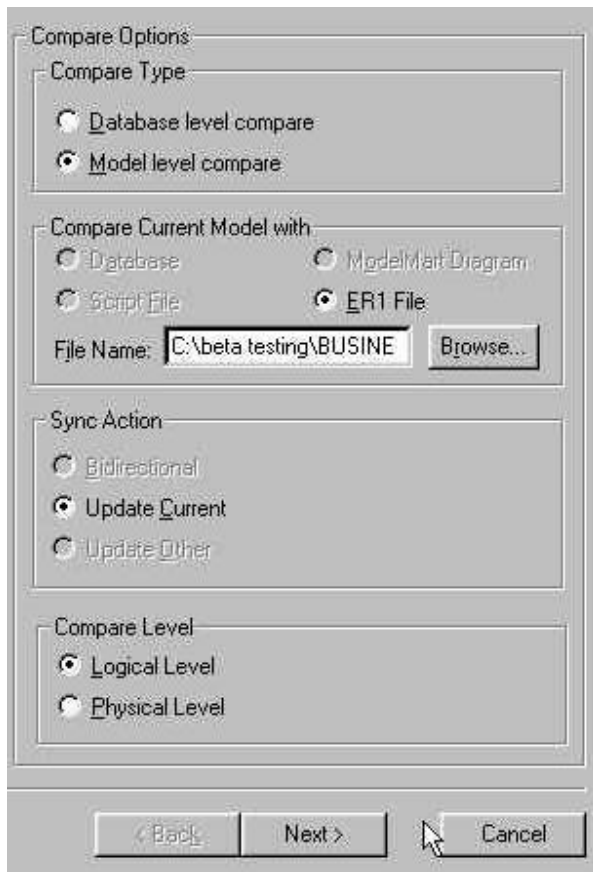 Compare Options
Compare Type
Database level compare
Model level compare
Compare Current Model with
Database
ModelMart Diagram
Script File
ER1 File
File Name: C:\beta testing\BUSINE Browse...
Sync Action
Bidirectional
Update Current
Update Other
Compare Level
Logical Level
Physical Level
< Back Next > Cancel